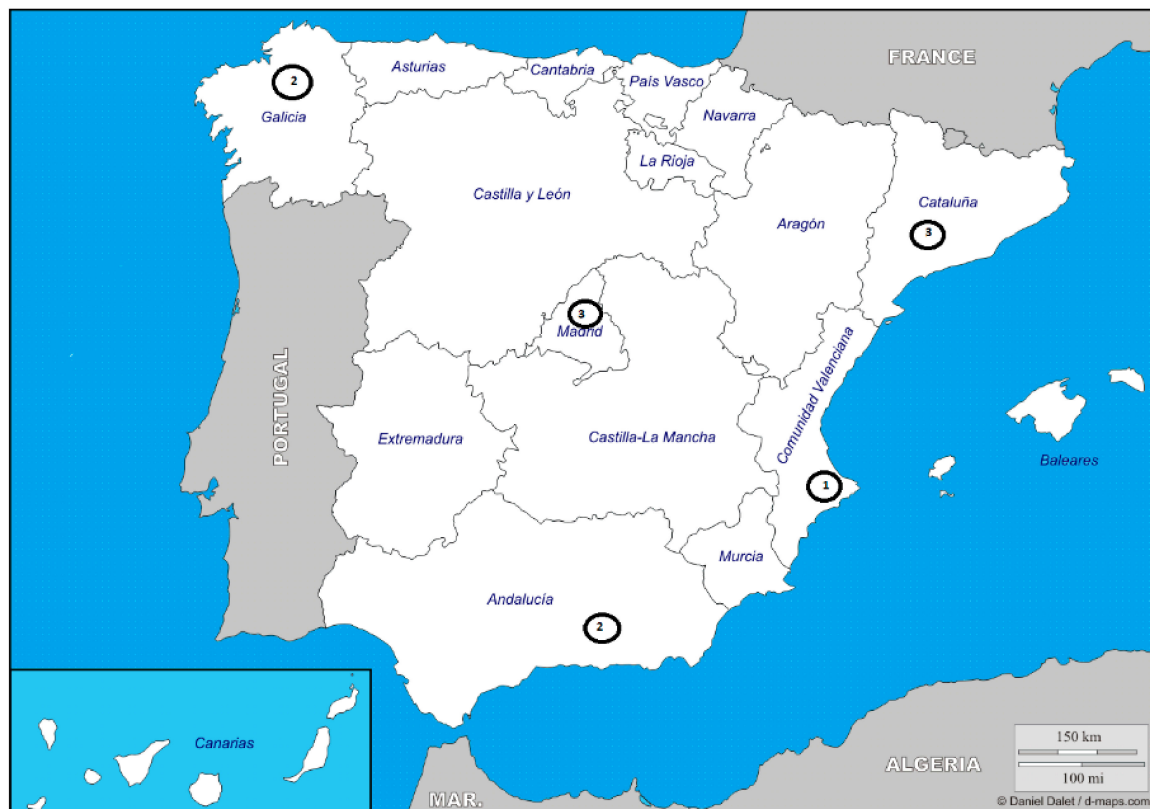 FRANCE
Asturias
Cantabria
País Vasco
2
Galicia
Navarra
La Rioja
Castilla y León
Cataluña
Aragón
3
3
Madrid
Comunidad Valenciana
PORTUGAL
Extremadura
Castilla-La Mancha
Baleares
1
Murcia
Andalucía
2
Canarias
150 km
100 mi
ALGERIA
MAR.
© Daniel Dalet / d-maps.com